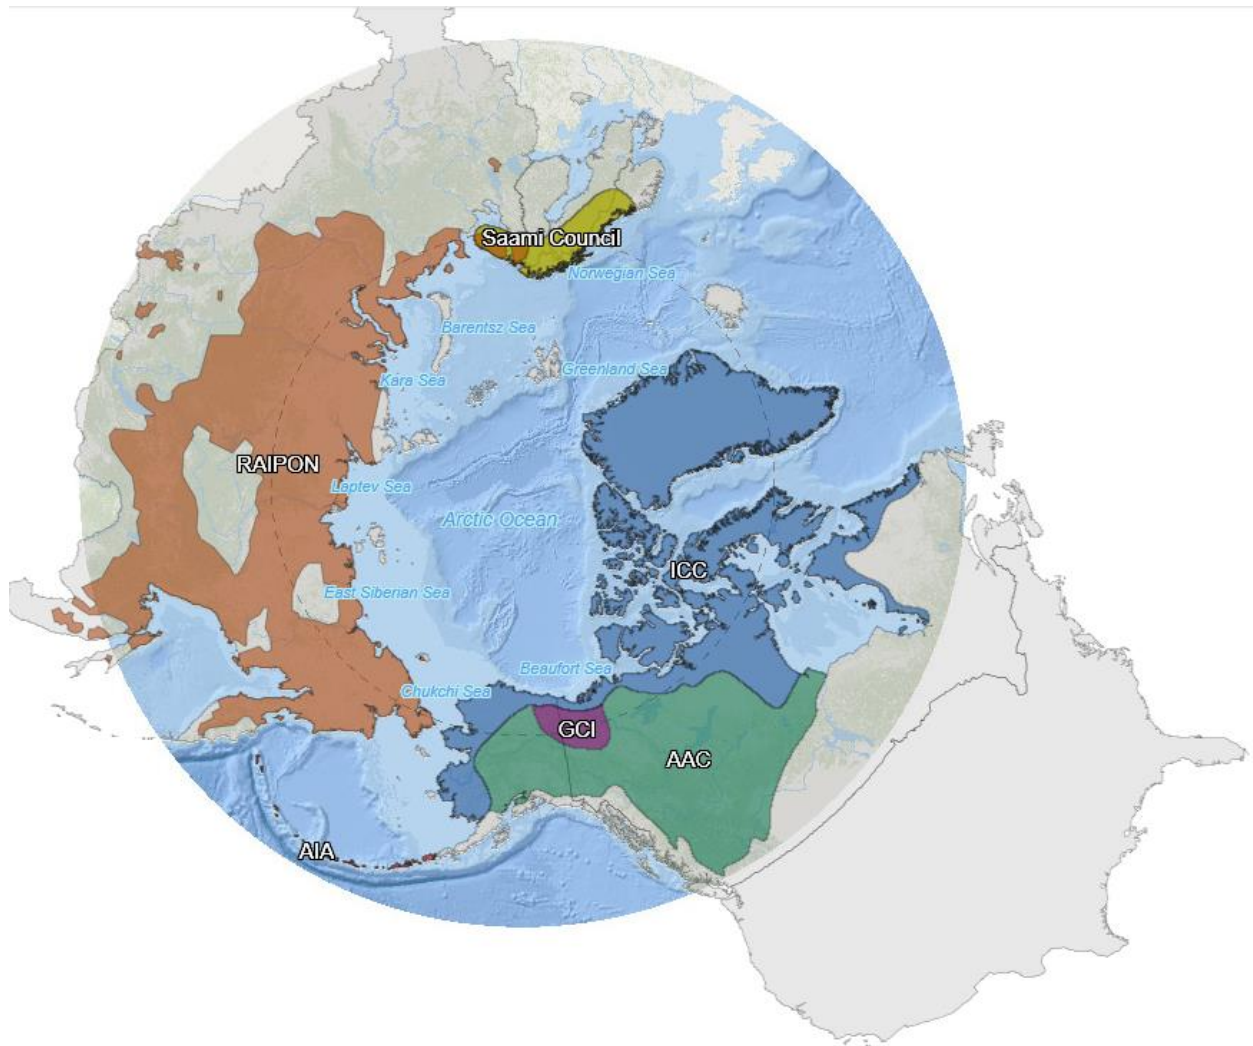 Saami Council
Norwegian Sea
Barentsz Sea
Greenland Sea
Kara Sea
RAIPON
Laptev Sea
Arctic Ocean
ICC
East Siberian Sea
Beaufort Sea
Chukchi Sea
GCI
AAC
AIA